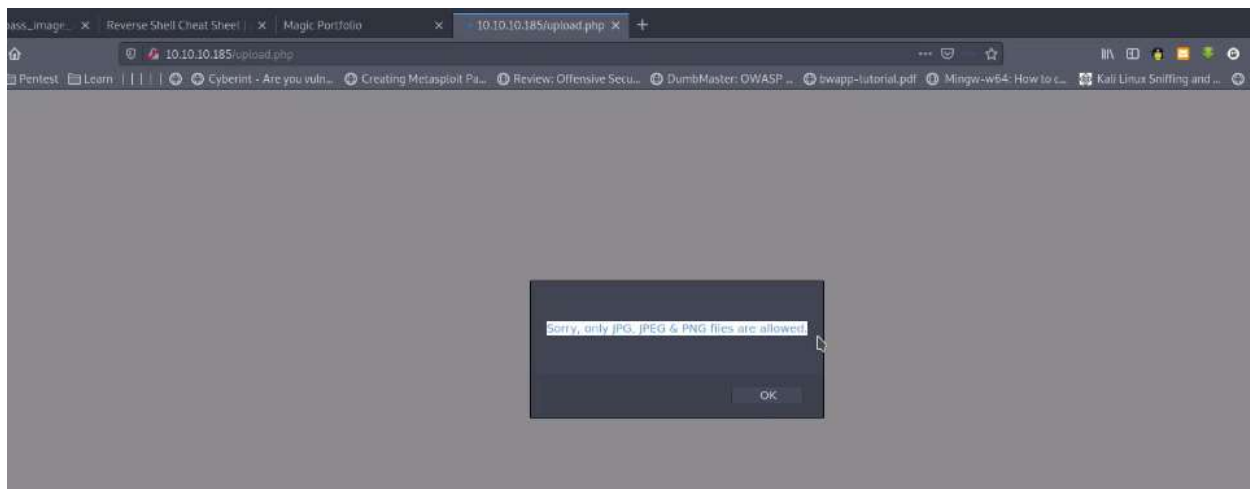 ass_image_ Reverse Shell Cheat Sheet Magic Portfolio 10.10.10.185/upload.php
10.10.10.185/upload.php
Pentest Learn Cyberint - Are you vuln... Creating Metasploit Pa... Review: Offensive Secu... DumbMaster: OWASP ... bwapp-tutorial.pdf Mingw-w64: How to c... Kali Linux Sniffing and ...
Sorry, only JPG, JPEG & PNG files are allowed.
OK